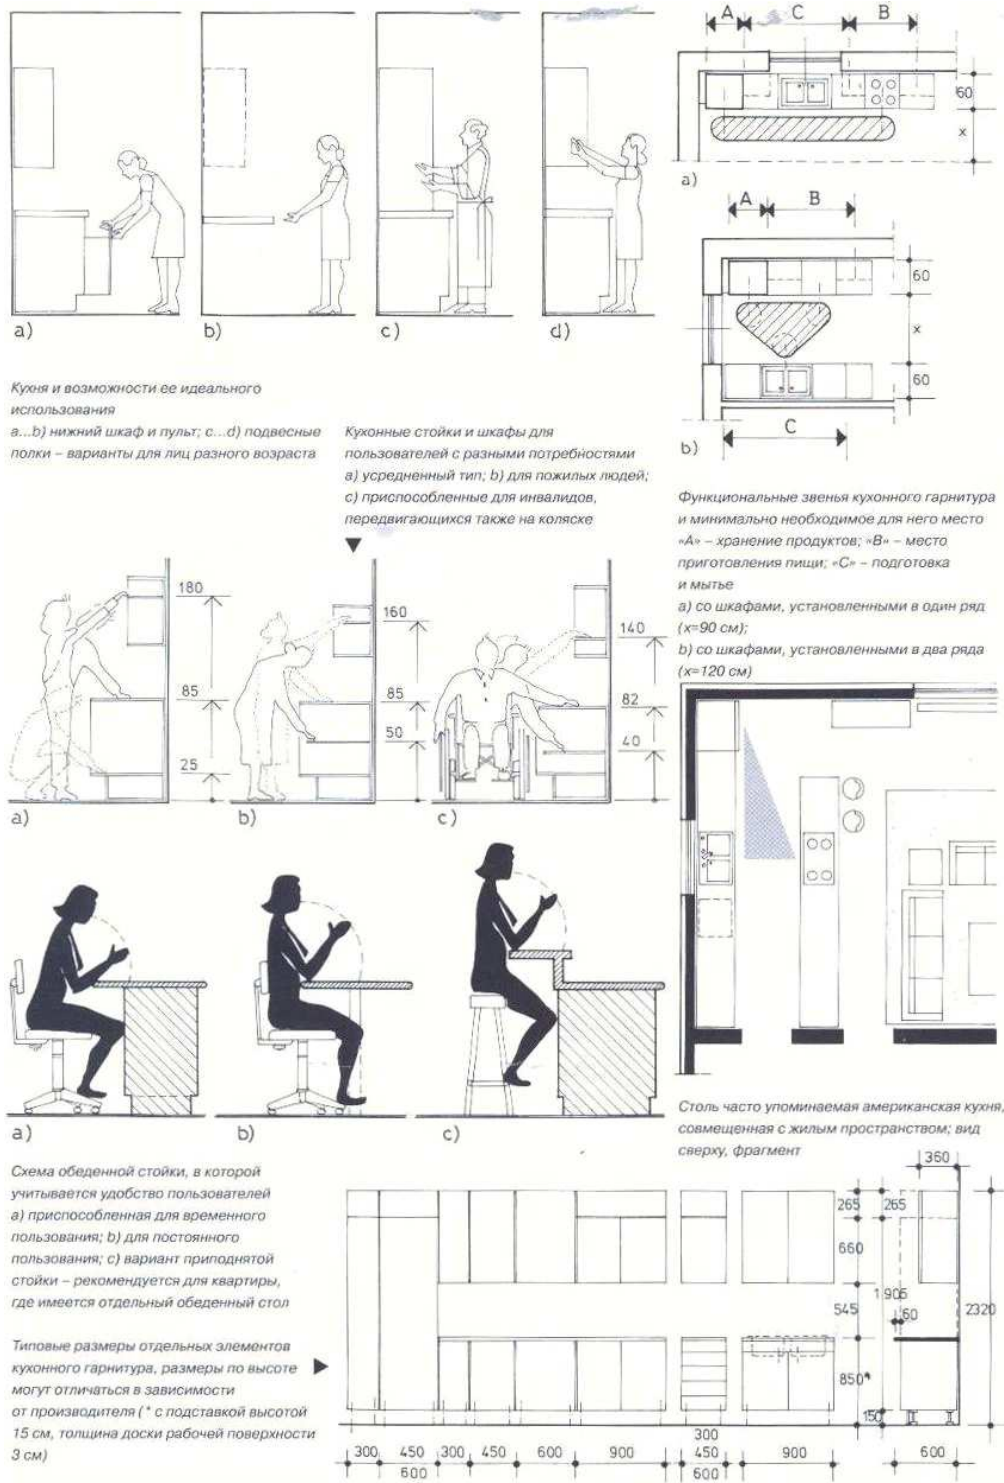 A C B
60
x
a)
a) b) c) d)
A B
60
x
60
C
b)
Кухня и возможности ее идеального
использования
a...b) нижний шкаф и пульт; c...d) подвесные
полки – варианты для лиц разного возраста
Кухонные стойки и шкафы для
пользователей с разными потребностями
a) усредненный тип; b) для пожилых людей;
c) приспособленные для инвалидов,
передвигающихся также на коляске
Функциональные звенья кухонного гарнитура
и минимально необходимое для него место
«A» – хранение продуктов; «B» – место
приготовления пищи; «C» – подготовка
и мытье
a) со шкафами, установленными в один ряд
(x=90 см);
b) со шкафами, установленными в два ряда
(x=120 см)
180
85
25
a)
160
85
50
b)
140
82
40
c)
a) b) c)
Столь часто упоминаемая американская кухня,
совмещенная с жилым пространством; вид
сверху, фрагмент
Схема обеденной стойки, в которой
учитывается удобство пользователей
a) приспособленная для временного
пользования; b) для постоянного
пользования; c) вариант приподнятой
стойки – рекомендуется для квартиры,
где имеется отдельный обеденный стол
Типовые размеры отдельных элементов
кухонного гарнитура, размеры по высоте
могут отличаться в зависимости
от производителя (* с подставкой высотой
15 см, толщина доски рабочей поверхности
3 см)
360
265 265
660
1905
545 60 2320
850*
150
300
300 450 300 450 600 900 450 900 600
600 600